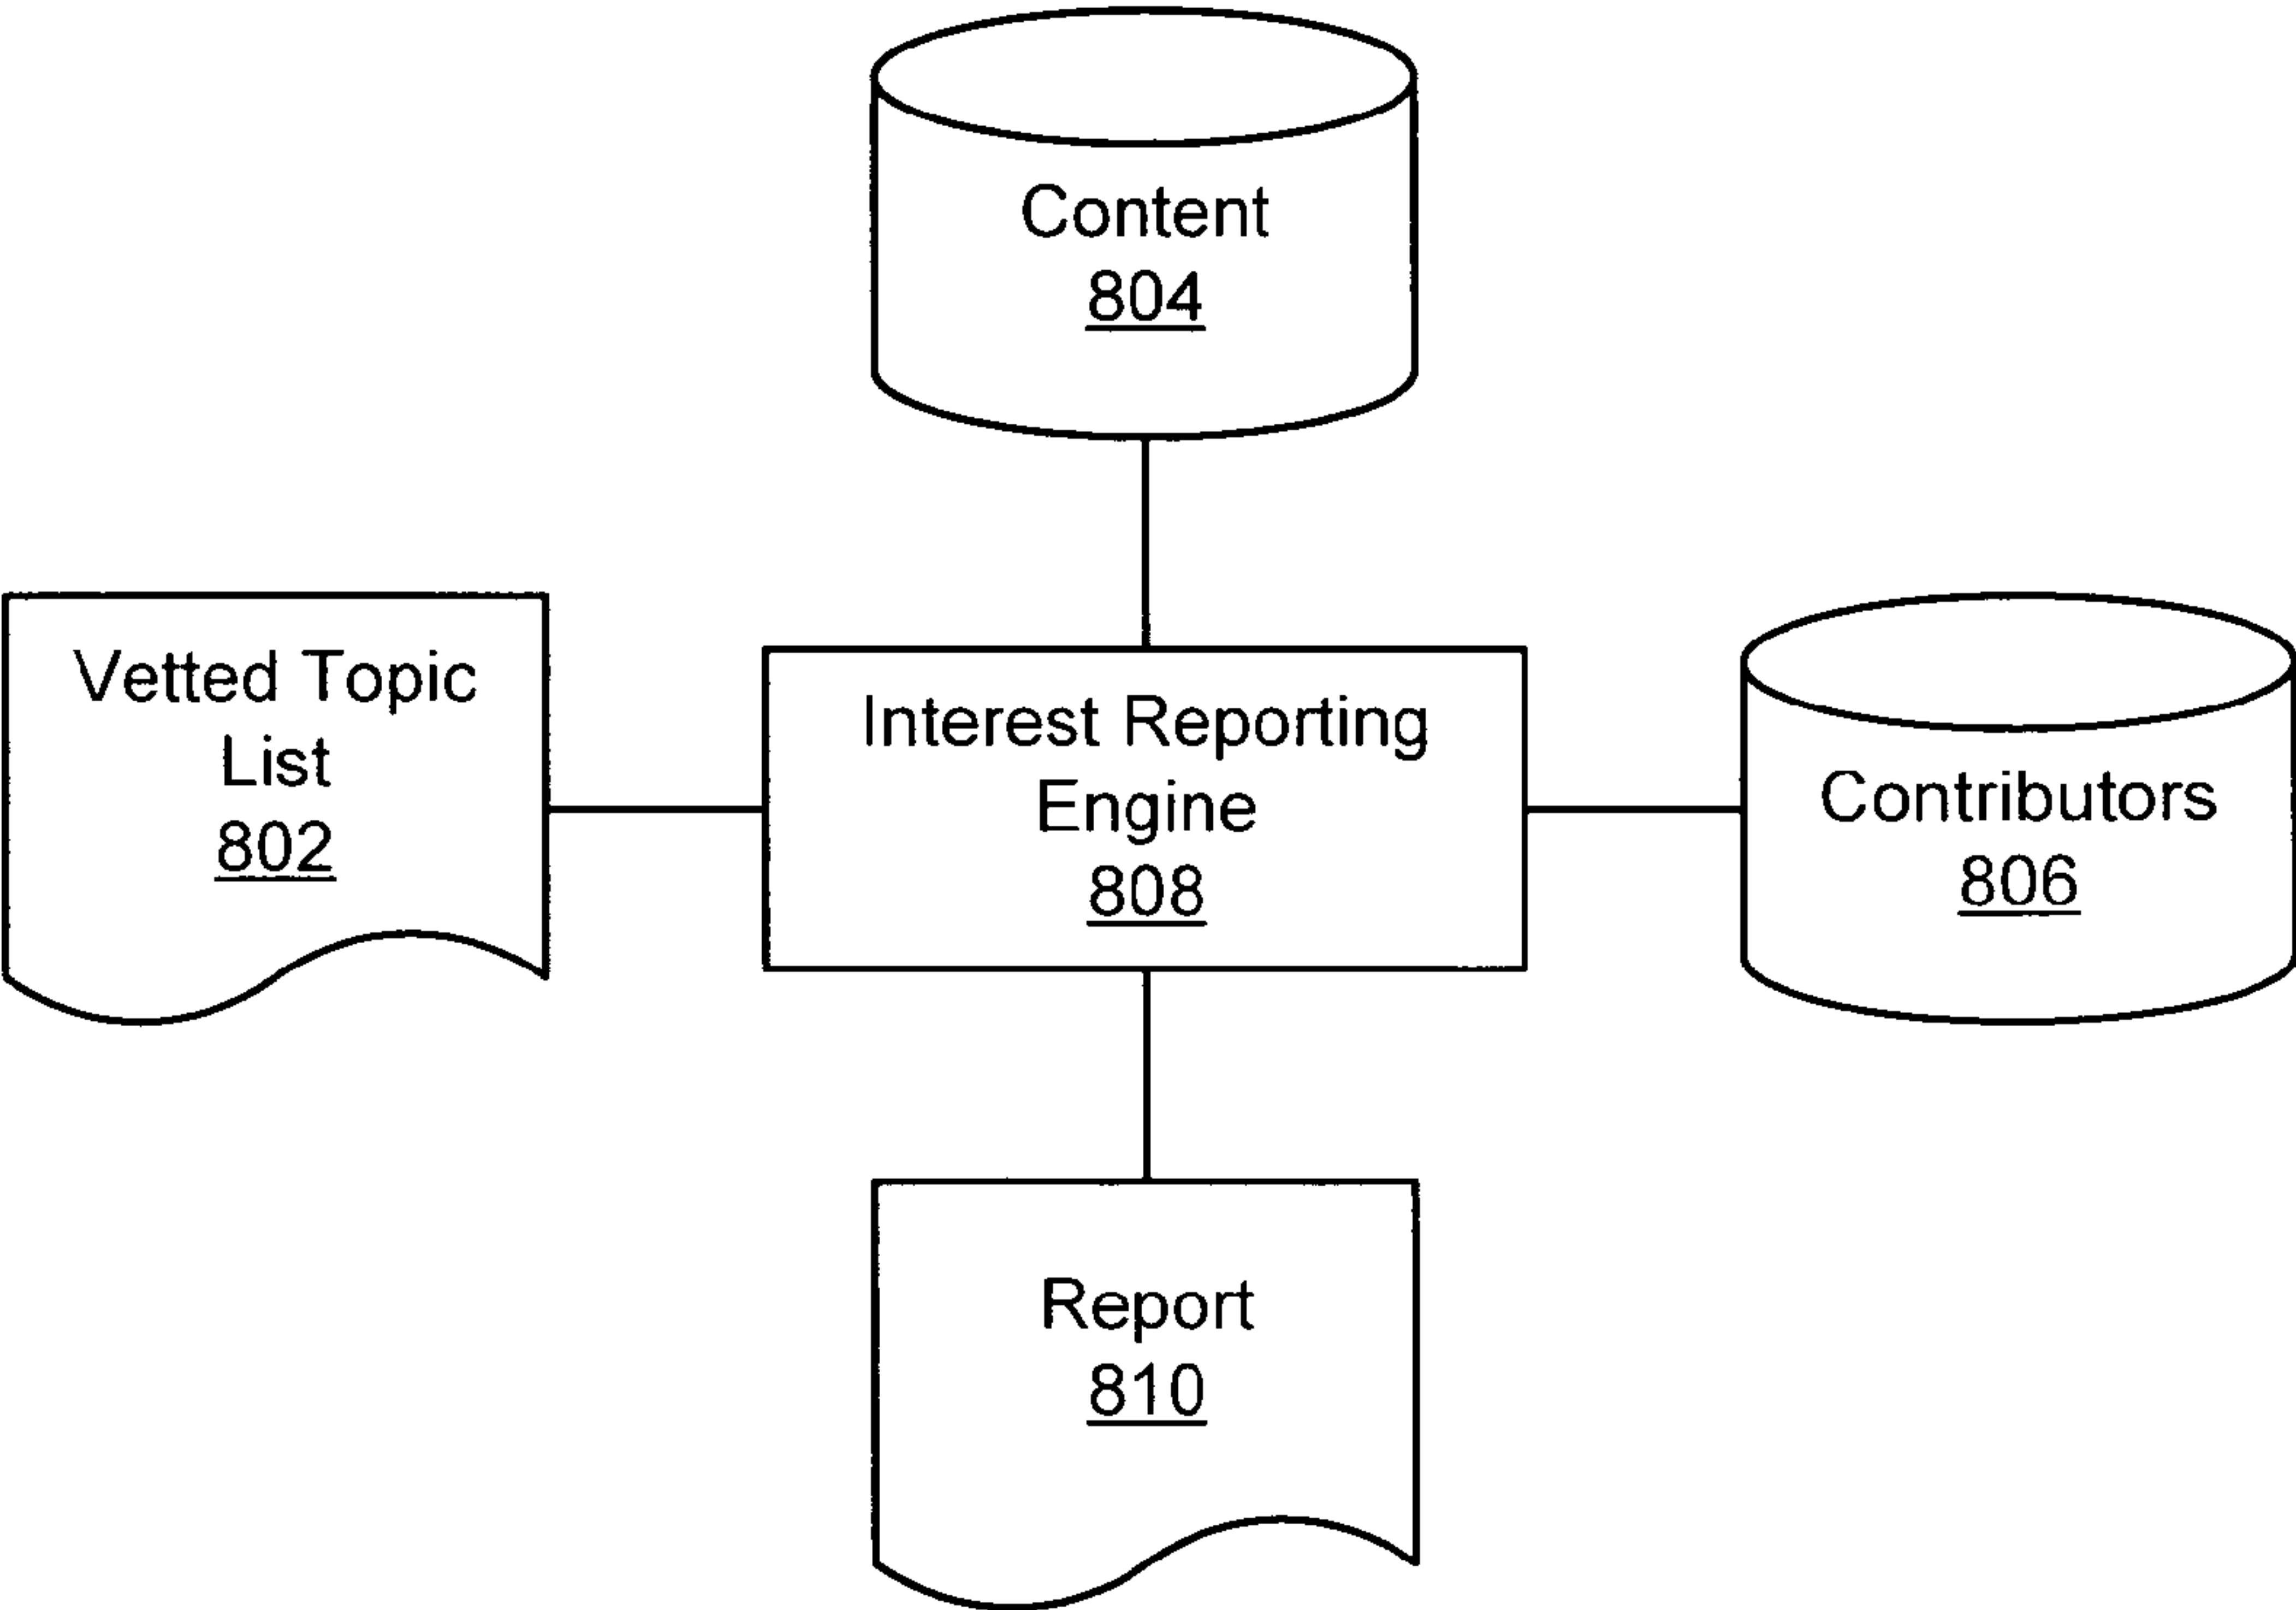 Content
804
Vetted Topic
List
802
Interest Reporting
Engine
808
Contributors
806
Report
810